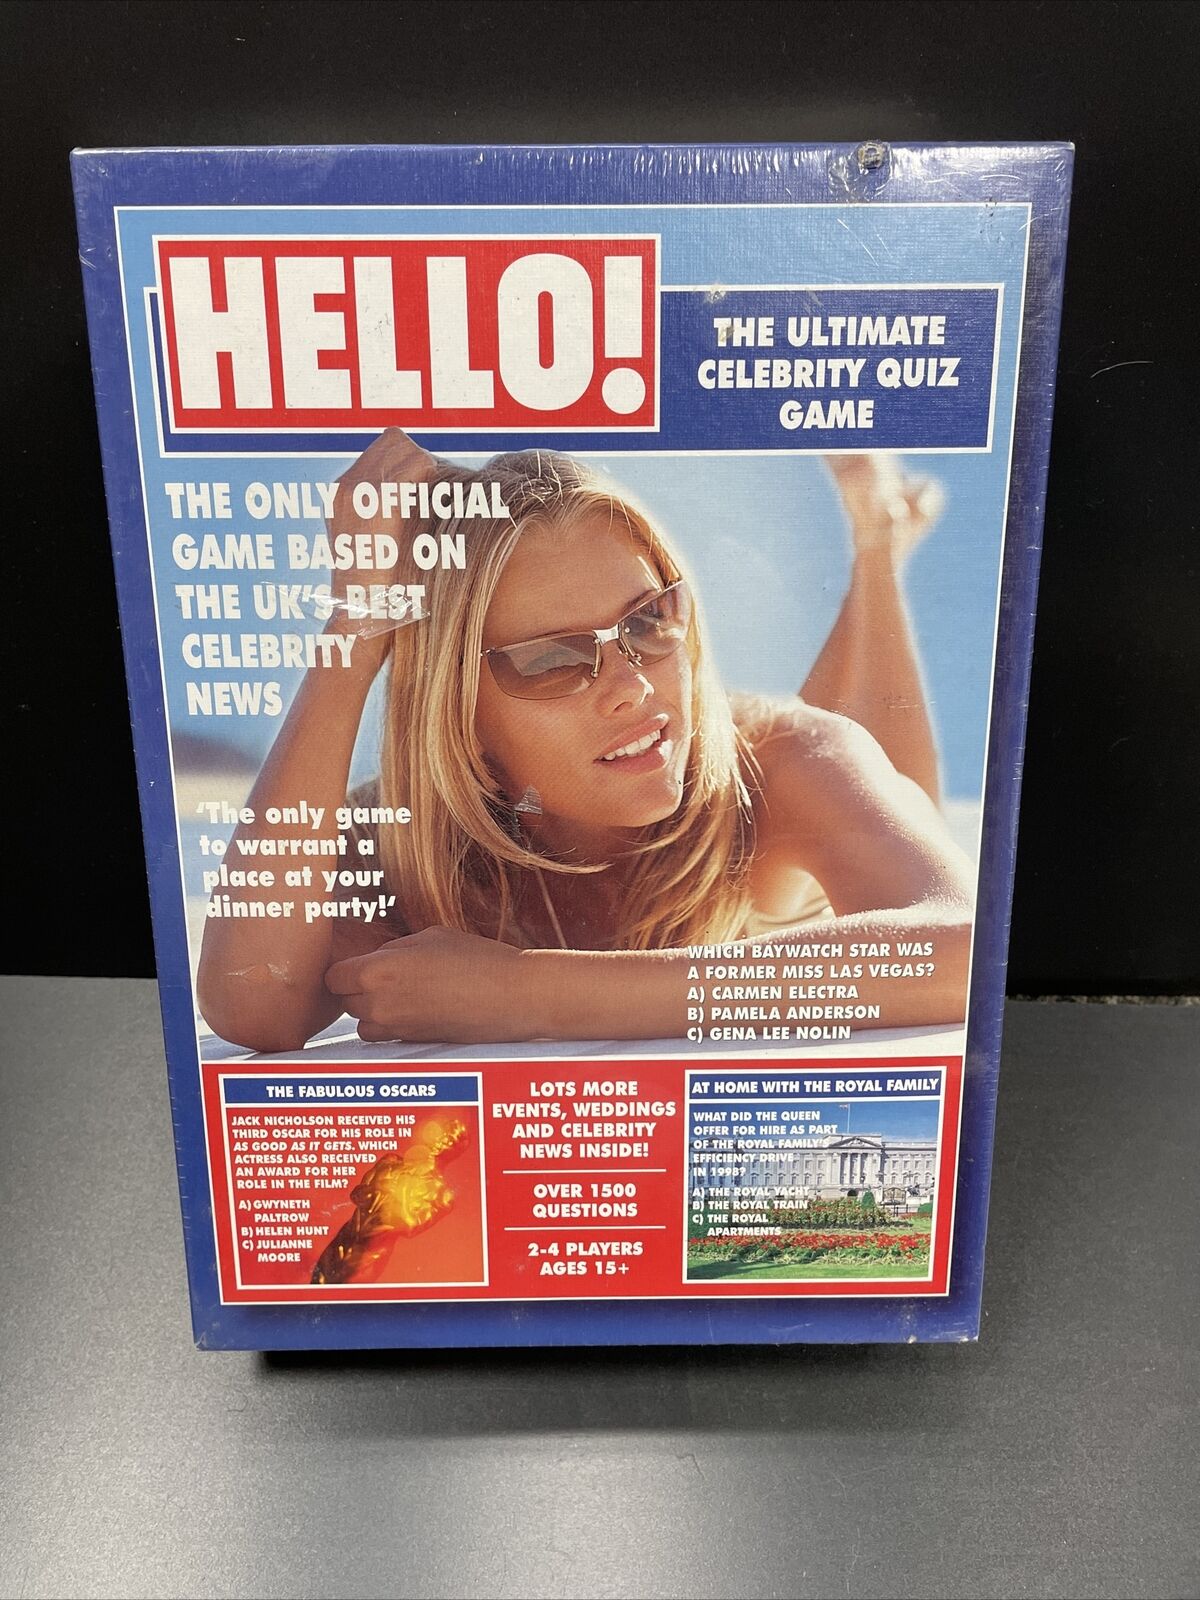 HELLO!
THE ULTIMATE
CELEBRITY QUIZ
GAME
THE ONLY OFFICIAL
GAME BASED ON
THE UK'S BEST
CELEBRITY
NEWS
'The only game
to warrant a
place at your
dinner party!'
WHICH BAYWATCH STAR WAS
A FORMER MISS LAS VEGAS?
A) CARMEN ELECTRA
B) PAMELA ANDERSON
C) GENA LEE NOLIN
THE FABULOUS OSCARS
JACK NICHOLSON RECEIVED HIS
THIRD OSCAR FOR HIS ROLE IN
AS GOOD AS IT GETS. WHICH
ACTRESS ALSO RECEIVED
AN AWARD FOR HER
ROLE IN THE FILM?
A) GWYNETH
PALTROW
B) HELEN HUNT
C) JULIANNE
MOORE
LOTS MORE
EVENTS, WEDDINGS
AND CELEBRITY
NEWS INSIDE!
OVER 1500
QUESTIONS
2-4 PLAYERS
AGES 15+
AT HOME WITH THE ROYAL FAMILY
WHAT DID THE QUEEN
OFFER FOR HIRE AS PART
OF THE ROYAL FAMILY'S
EFFICIENCY DRIVE
IN 1998?
A) THE ROYAL YACHT
B) THE ROYAL TRAIN
C) THE ROYAL
APARTMENTS